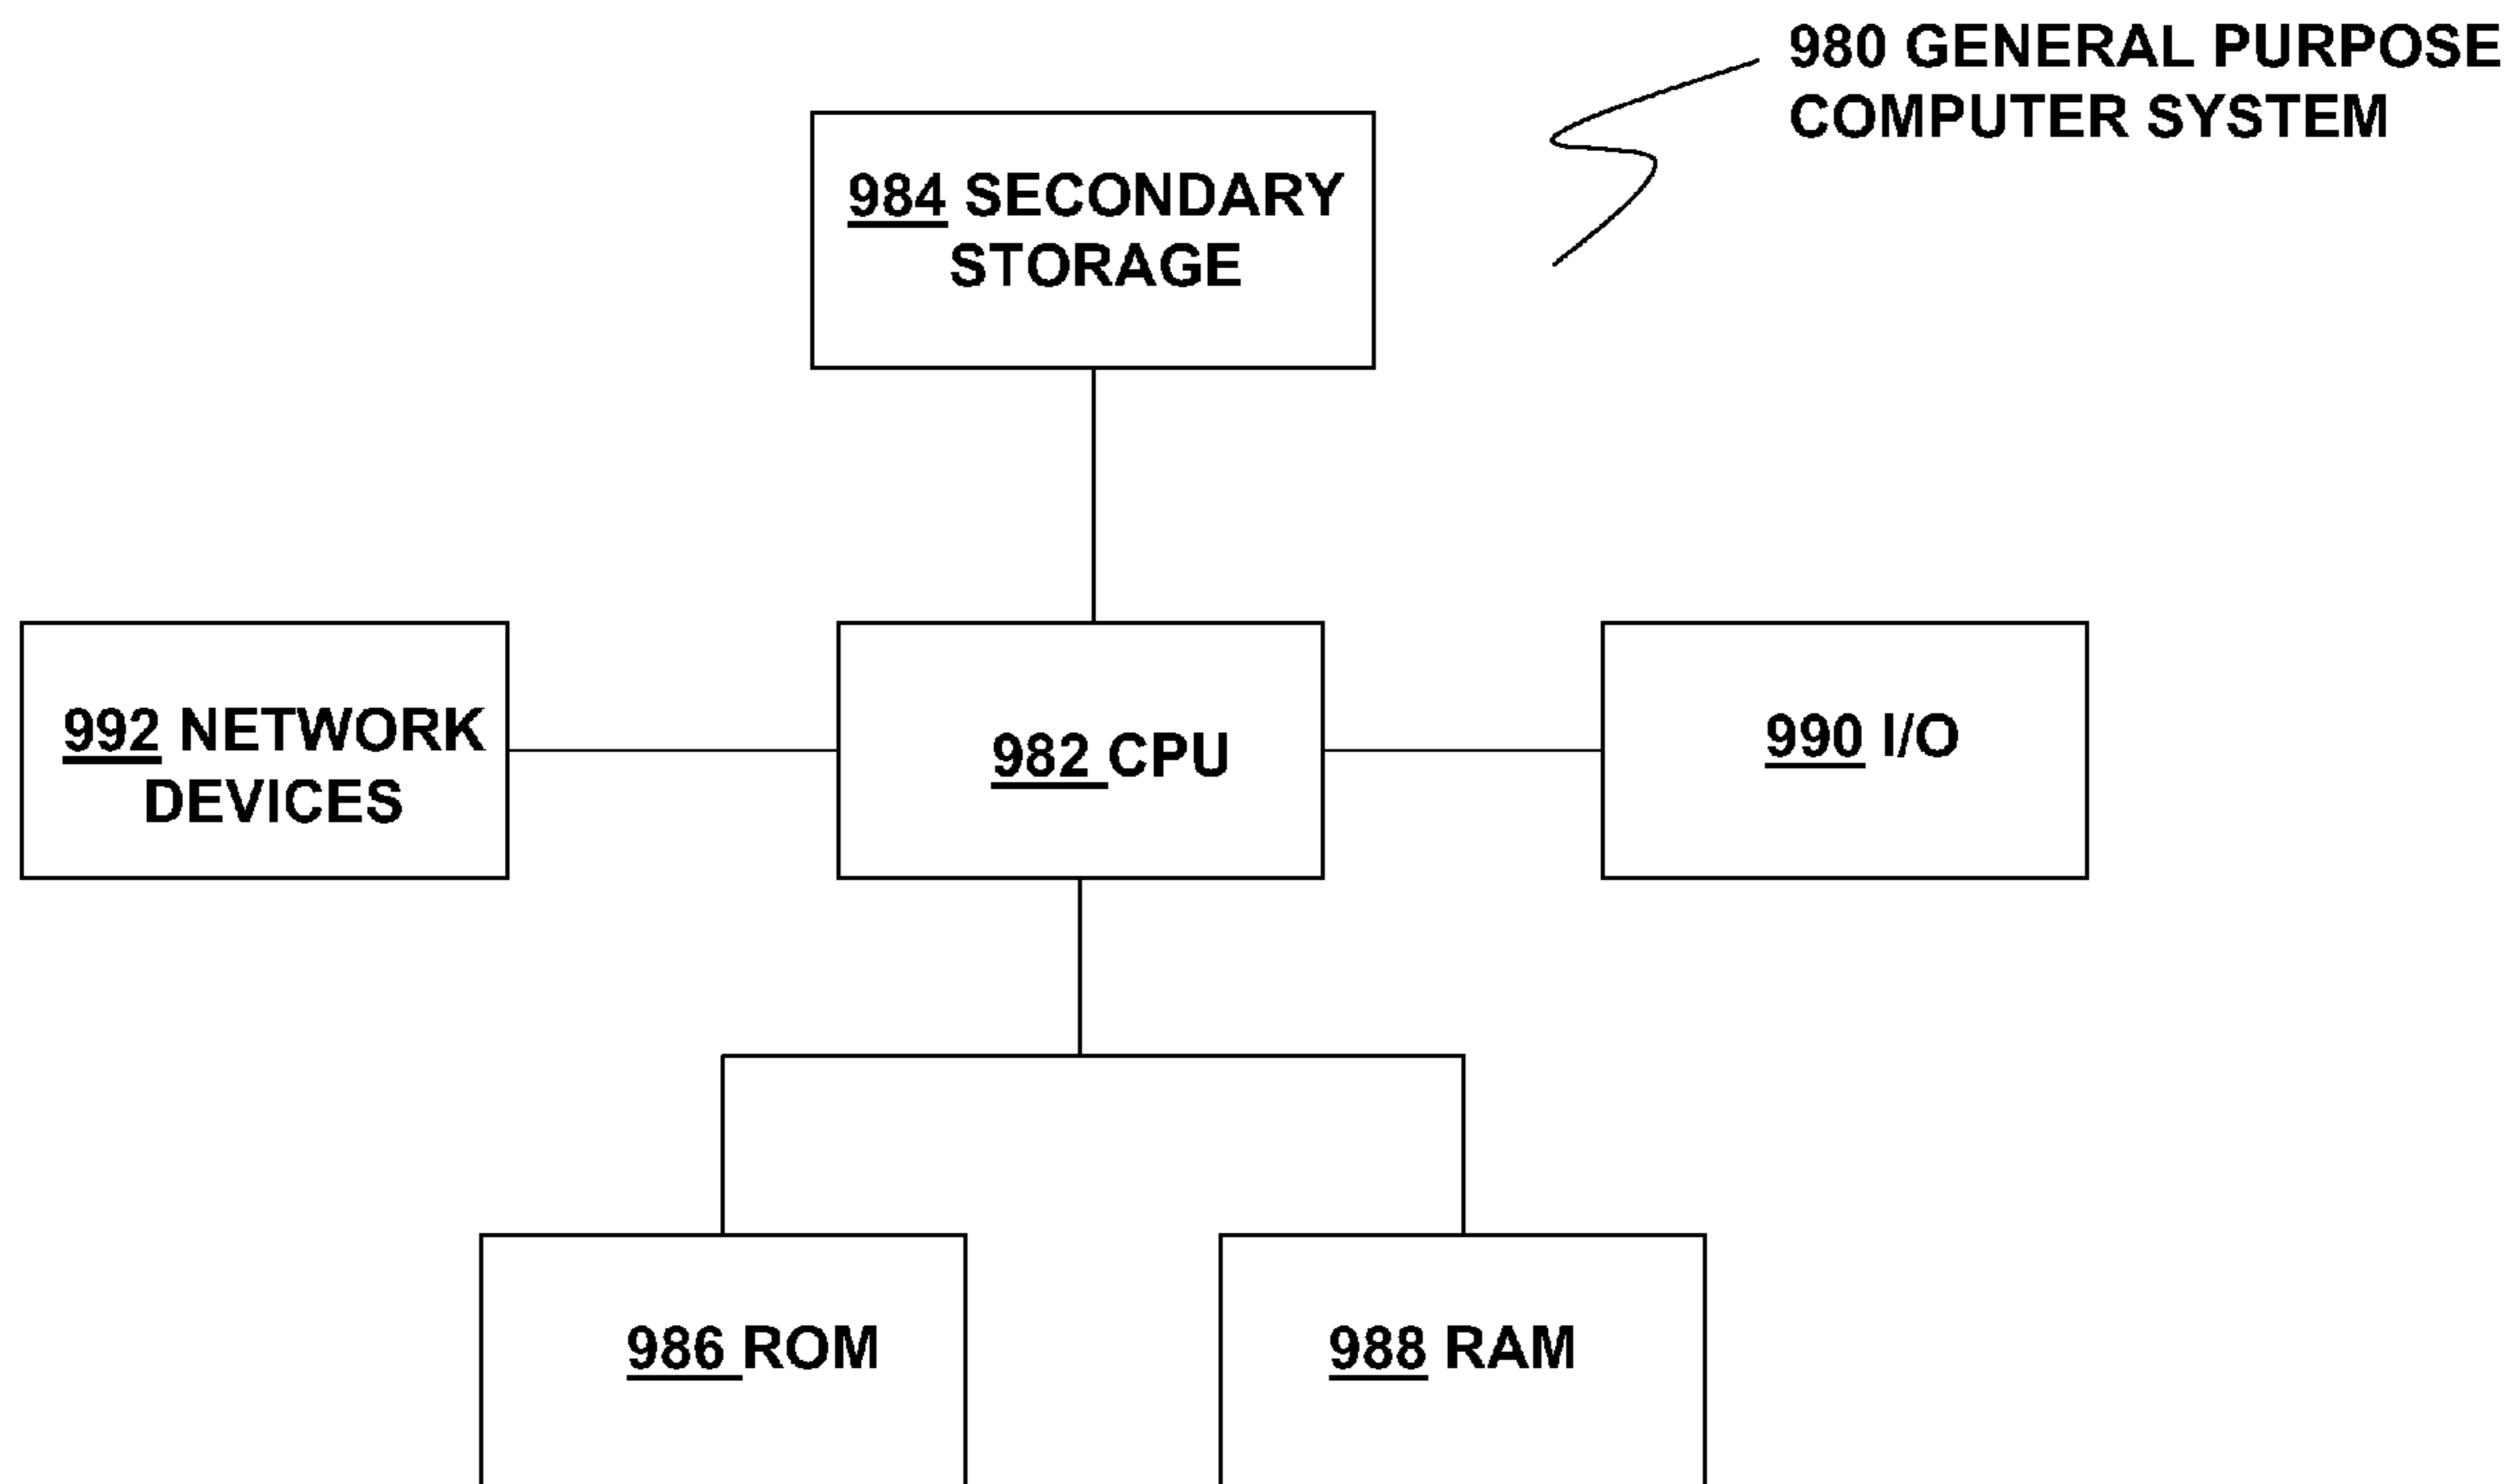 980 GENERAL PURPOSE
COMPUTER SYSTEM
984 SECONDARY
STORAGE
992 NETWORK
DEVICES
982 CPU
990 I/O
986 ROM
988 RAM